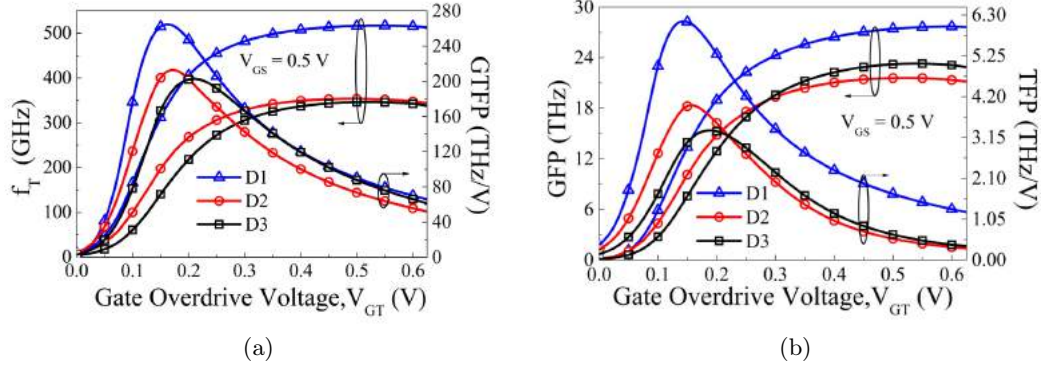 500
400
300
200
100
0
f_T (GHz)
280
240
200
160
120
80
40
0
GTFP (THz/V)
V_GS = 0.5 V
D1
D2
D3
0.0 0.1 0.2 0.3 0.4 0.5 0.6
Gate Overdrive Voltage,V_GT (V)
(a)
30
24
18
12
6
0
GFP (THz)
6.30
5.25
4.20
3.15
2.10
1.05
0.00
TFP (THz/V)
V_GS = 0.5 V
D1
D2
D3
0.0 0.1 0.2 0.3 0.4 0.5 0.6
Gate Overdrive Voltage,V_GT (V)
(b)